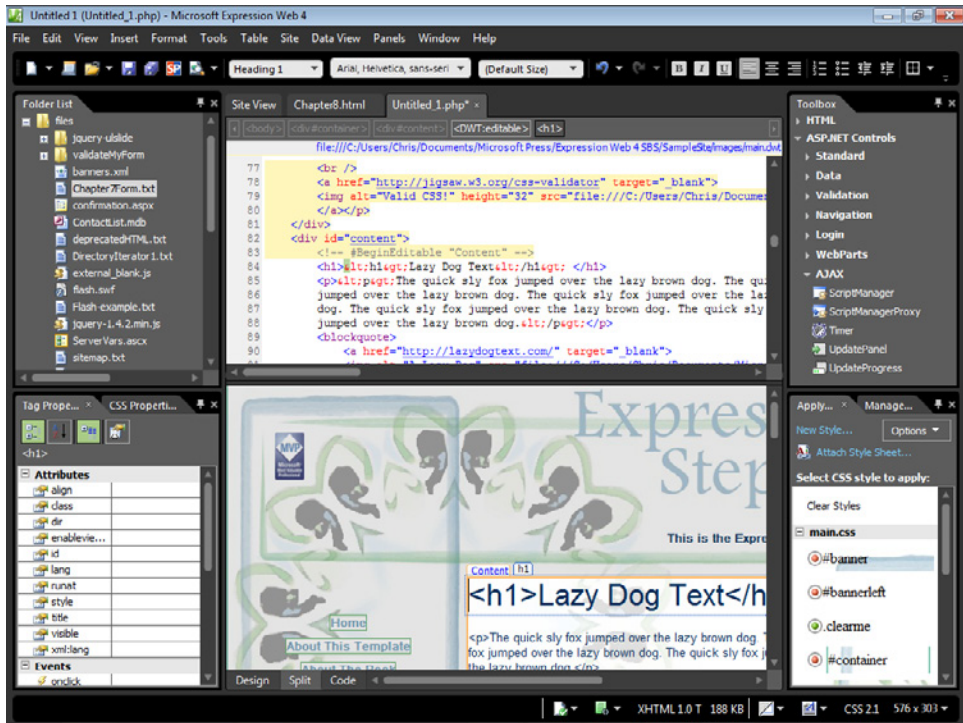 Untitled 1 (Untitled_1.php) - Microsoft Expression Web 4
File Edit View Insert Format Tools Table Site Data View Panels Window Help
Heading 1 Arial, Helvetica, sans-seri (Default Size) B I U
Folder List
files
jquery-ulslide
validateMyForm
banners.xml
Chapter7Form.txt
confirmation.aspx
ContactList.mdb
deprecatedHTML.txt
DirectoryIterator1.txt
external_blank.js
flash.swf
Flash-example.txt
jquery-1.4.2.min.js
ServerVars.ascx
sitemap.txt
Site View Chapter8.html Untitled_1.php*
<body> <div#container> <div#content> <DWT:editable> <h1>
file:///C:/Users/Chris/Documents/Microsoft Press/Expression Web 4 SBS/SampleSite/images/main.dwt
77 <br />
78 <a href="http://jigsaw.w3.org/css-validator" target="_blank">
79 <img alt="Valid CSS!" height="32" src="file:///C:/Users/Chris/Documen
80 </a></p>
81 </div>
82 <div id="content">
83 <!-- #BeginEditable "Content" -->
84 <h1>&lt;h1&gt;Lazy Dog Text&lt;/h1&gt; </h1>
85 <p>&lt;p&gt;The quick sly fox jumped over the lazy brown dog. The qui
86 jumped over the lazy brown dog. The quick sly fox jumped over the la
87 dog. The quick sly fox jumped over the lazy brown dog. The quick sly
88 jumped over the lazy brown dog.&lt;/p&gt;</p>
89 <blockquote>
90 <a href="http://lazydogtext.com/" target="_blank">
Toolbox
HTML
ASP.NET Controls
Standard
Data
Validation
Navigation
Login
WebParts
AJAX
ScriptManager
ScriptManagerProxy
Timer
UpdatePanel
UpdateProgress
Tag Prope... CSS Properti...
<h1>
Attributes
align
class
dir
enablevie...
id
lang
runat
style
title
visible
xml:lang
Events
onclick
MVP
Expres
Step
This is the Expre
Content h1
<h1>Lazy Dog Text</h
<p>The quick sly fox jumped over the lazy brown dog.
fox jumped over the lazy brown dog. The quick sly fox j
the lazy brown dog.</p>
Home
About This Template
About The Book
Design Split Code
Apply... Manage...
New Style... Options
Attach Style Sheet...
Select CSS style to apply:
Clear Styles
main.css
#banner
#bannerleft
.clearme
#container
XHTML 1.0 T 188 KB CSS 2.1 576 x 303